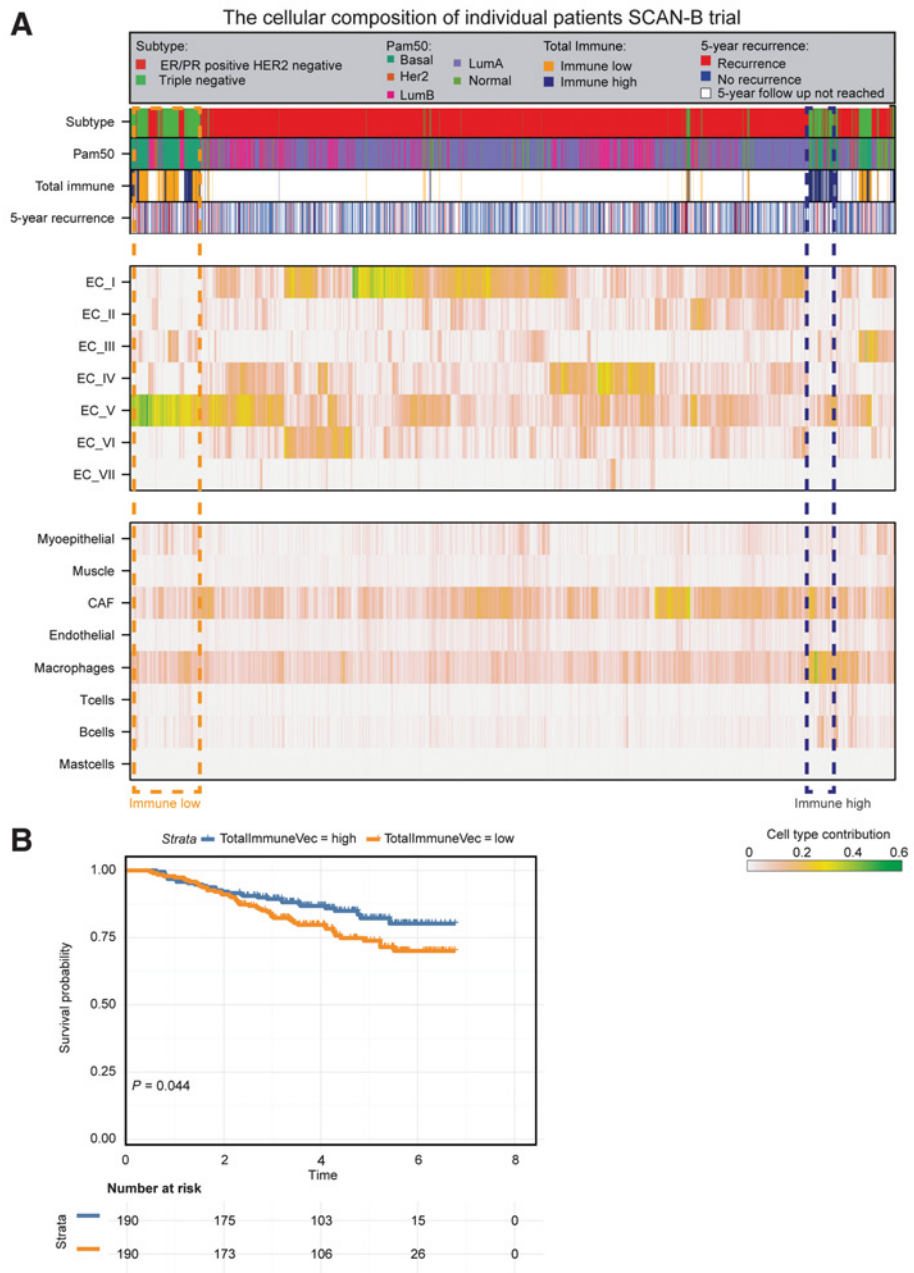 A
The cellular composition of individual patients SCAN-B trial
Subtype:
ER/PR positive HER2 negative
Triple negative
Pam50:
Basal
Her2
LumB
LumA
Normal
Total Immune:
Immune low
Immune high
5-year recurrence:
Recurrence
No recurrence
5-year follow up not reached
Subtype
Pam50
Total immune
5-year recurrence
EC_I
EC_II
EC_III
EC_IV
EC_V
EC_VI
EC_VII
Myoepithelial
Muscle
CAF
Endothelial
Macrophages
Tcells
Bcells
Mastcells
Immune low
Immune high
Cell type contribution
0 0.2 0.4 0.6
B
Strata TotalImmuneVec = high TotalImmuneVec = low
Survival probability
1.00
0.75
0.50
0.25
0.00
P = 0.044
0 2 4 6 8
Time
Number at risk
Strata
190 175 103 15 0
190 173 106 26 0